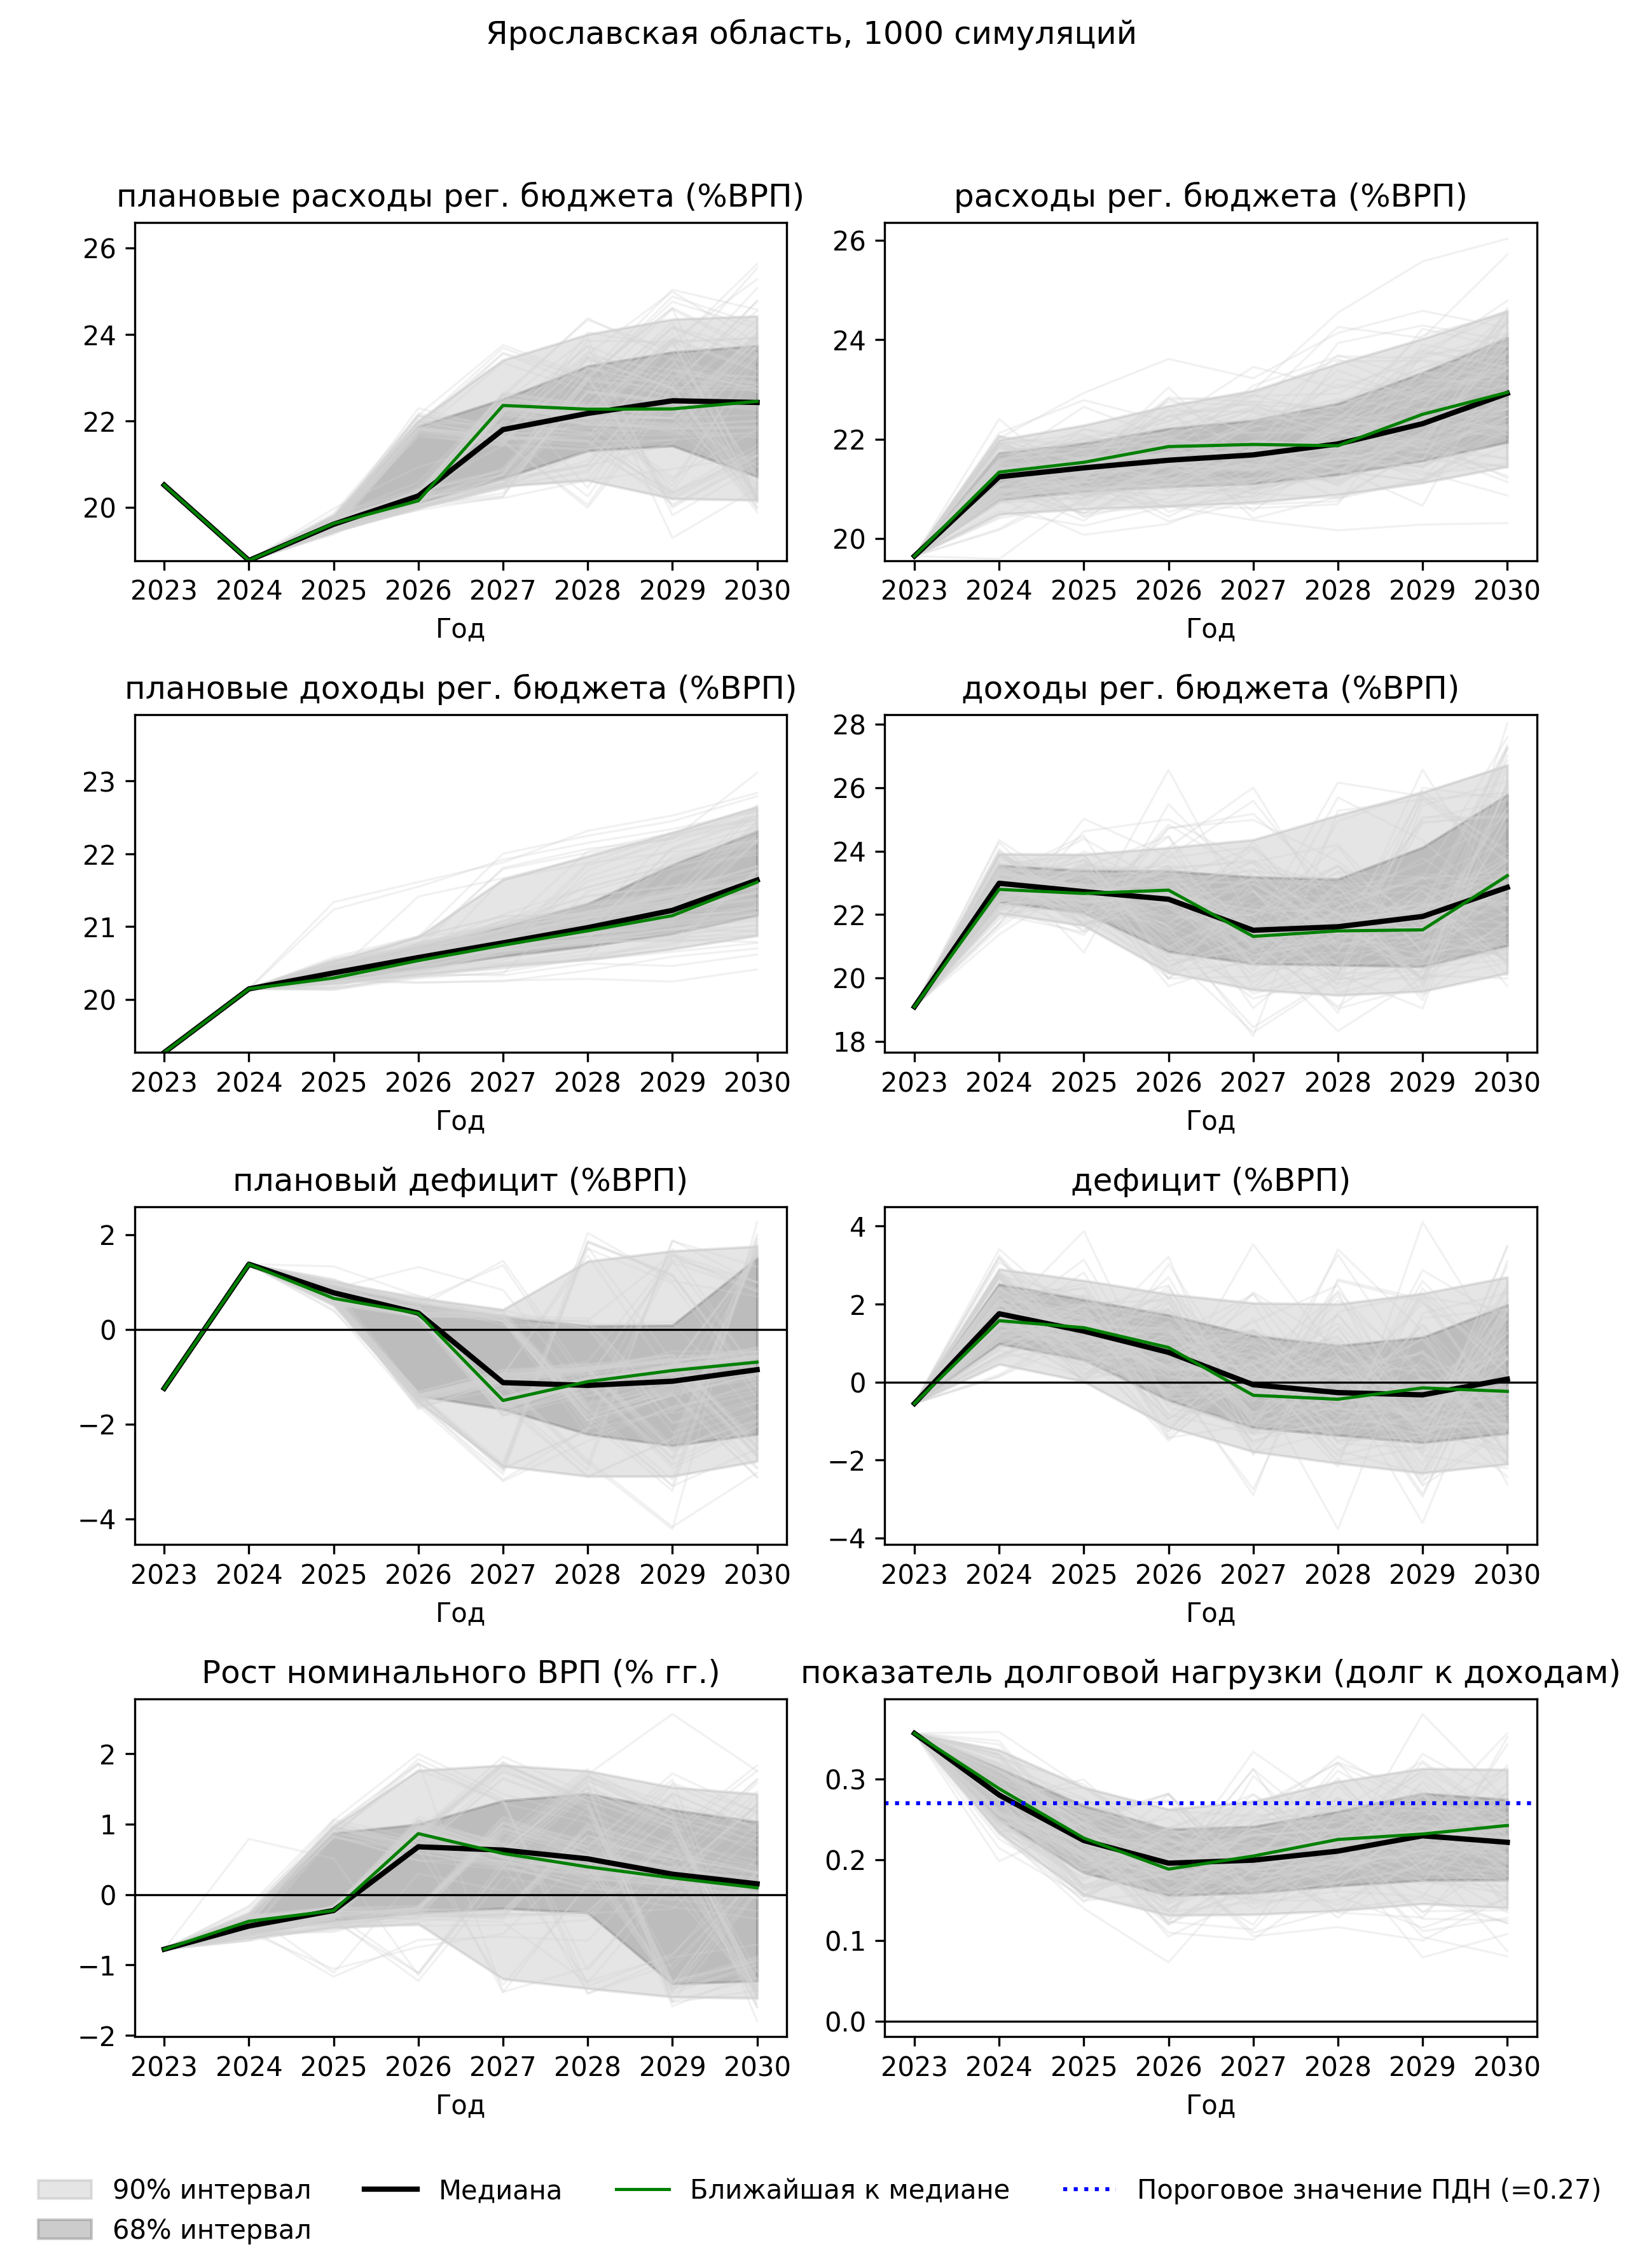 Ярославская область, 1000 симуляций
плановые расходы рег. бюджета (%ВРП)
26
24
22
20
2023 2024 2025 2026 2027 2028 2029 2030
Год
расходы рег. бюджета (%ВРП)
26
24
22
20
2023 2024 2025 2026 2027 2028 2029 2030
Год
плановые доходы рег. бюджета (%ВРП)
23
22
21
20
2023 2024 2025 2026 2027 2028 2029 2030
Год
доходы рег. бюджета (%ВРП)
28
26
24
22
20
18
2023 2024 2025 2026 2027 2028 2029 2030
Год
плановый дефицит (%ВРП)
2
0
−2
−4
2023 2024 2025 2026 2027 2028 2029 2030
Год
дефицит (%ВРП)
4
2
0
−2
−4
2023 2024 2025 2026 2027 2028 2029 2030
Год
Рост номинального ВРП (% гг.)
2
1
0
−1
−2
2023 2024 2025 2026 2027 2028 2029 2030
Год
показатель долговой нагрузки (долг к доходам)
0.3
0.2
0.1
0.0
2023 2024 2025 2026 2027 2028 2029 2030
Год
90% интервал
68% интервал
Медиана
Ближайшая к медиане
Пороговое значение ПДН (=0.27)